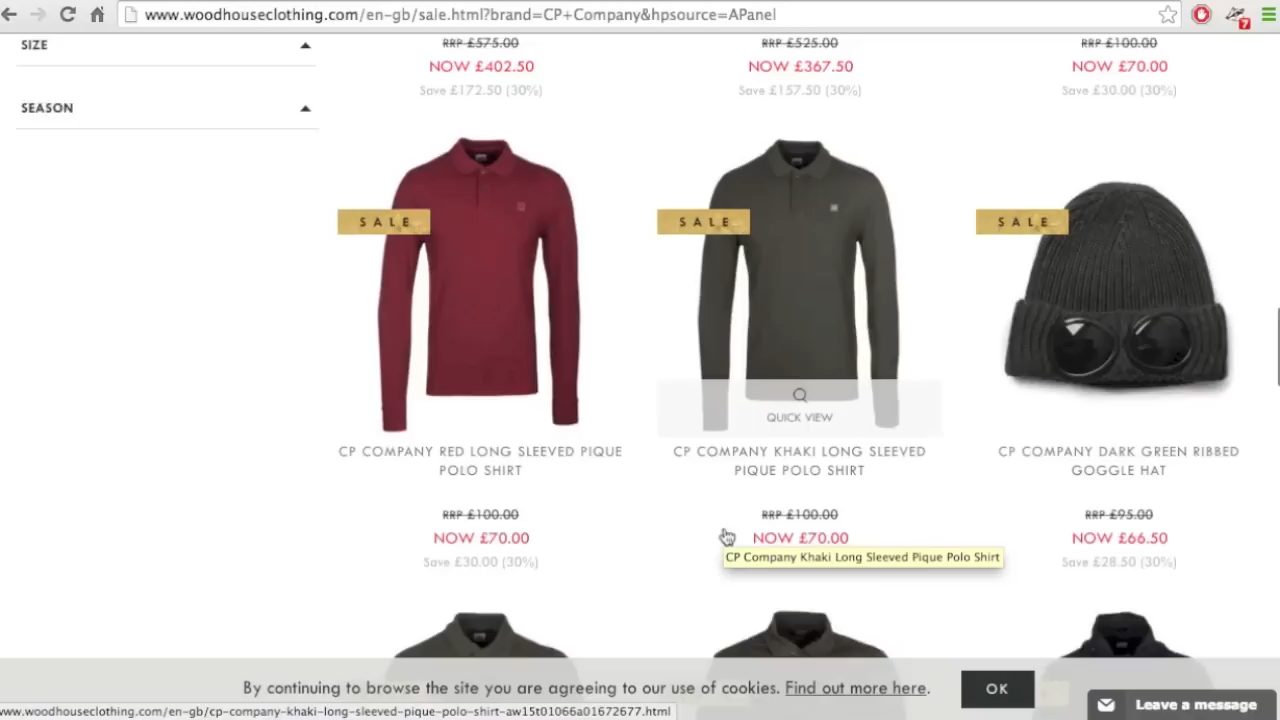 www.woodhouseclothing.com/en-gb/sale.html?brand=CP+Company&hpsource=APanel
7
SIZE
RRP £575.00
RRP £525.00
RRP £100.00
NOW £402.50
NOW £367.50
NOW £70.00
Save £172.50 (30%)
Save £157.50 (30%)
Save £30.00 (30%)
SEASON
SALE
SALE
SALE
QUICK VIEW
CP COMPANY RED LONG SLEEVED PIQUE
POLO SHIRT
CP COMPANY KHAKI LONG SLEEVED
PIQUE POLO SHIRT
CP COMPANY DARK GREEN RIBBED
GOGGLE HAT
RRP £100.00
RRP £100.00
RRP £95.00
NOW £70.00
NOW £70.00
NOW £66.50
CP Company Khaki Long Sleeved Pique Polo Shirt
Save £30.00 (30%)
Save £28.50 (30%)
By continuing to browse the site you are agreeing to our use of cookies. Find out more here.
OK
Leave a message
www.woodhouseclothing.com/en-gb/cp-company-khaki-long-sleeved-pique-polo-shirt-aw15t01066a01672677.html